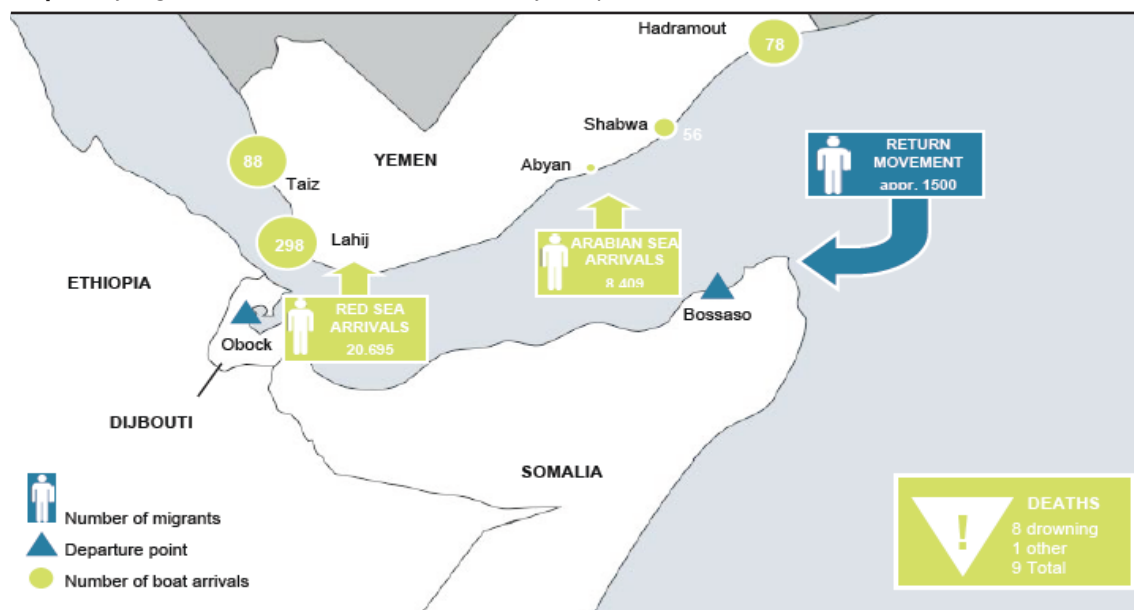 Hadramout
78
Shabwa
56
Abyan
YEMEN
88
Taiz
298
Lahij
RETURN
MOVEMENT
appr. 1500
ARABIAN SEA
ARRIVALS
8.409
ETHIOPIA
RED SEA
ARRIVALS
20.695
Obock
Bossaso
DIJBOUTI
SOMALIA
Number of migrants
Departure point
Number of boat arrivals
!
DEATHS
8 drowning
1 other
9 Total